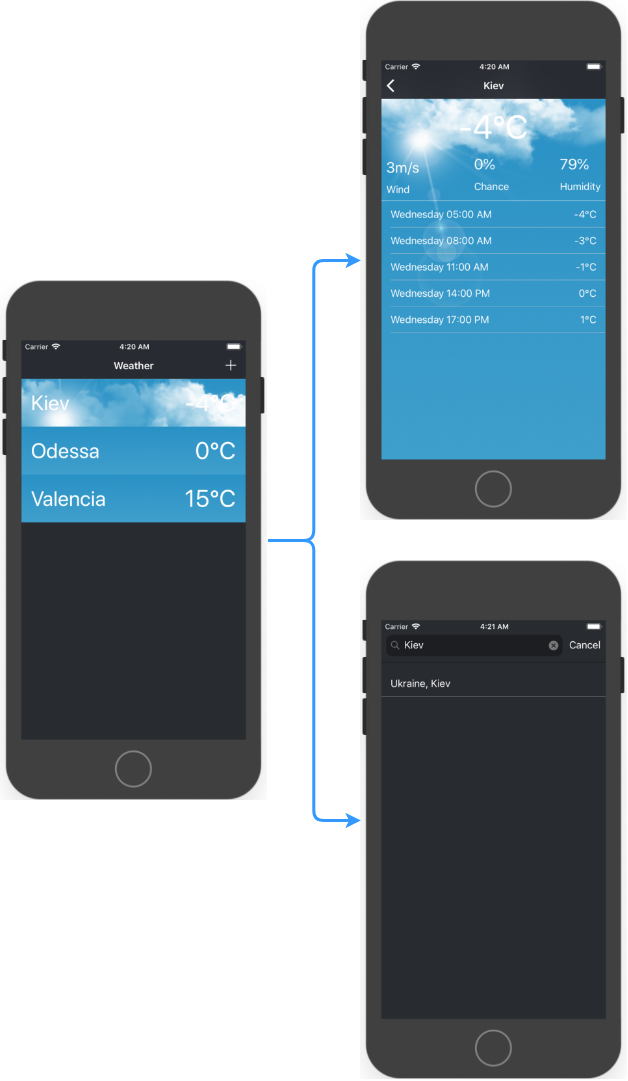 Carrier 4:20 AM
Weather +
Kiev -4°C
Odessa 0°C
Valencia 15°C
Carrier 4:20 AM
Kiev
-4°C
3m/s 0% 79%
Wind Chance Humidity
Wednesday 05:00 AM -4°C
Wednesday 08:00 AM -3°C
Wednesday 11:00 AM -1°C
Wednesday 14:00 PM 0°C
Wednesday 17:00 PM 1°C
Carrier 4:21 AM
Kiev Cancel
Ukraine, Kiev